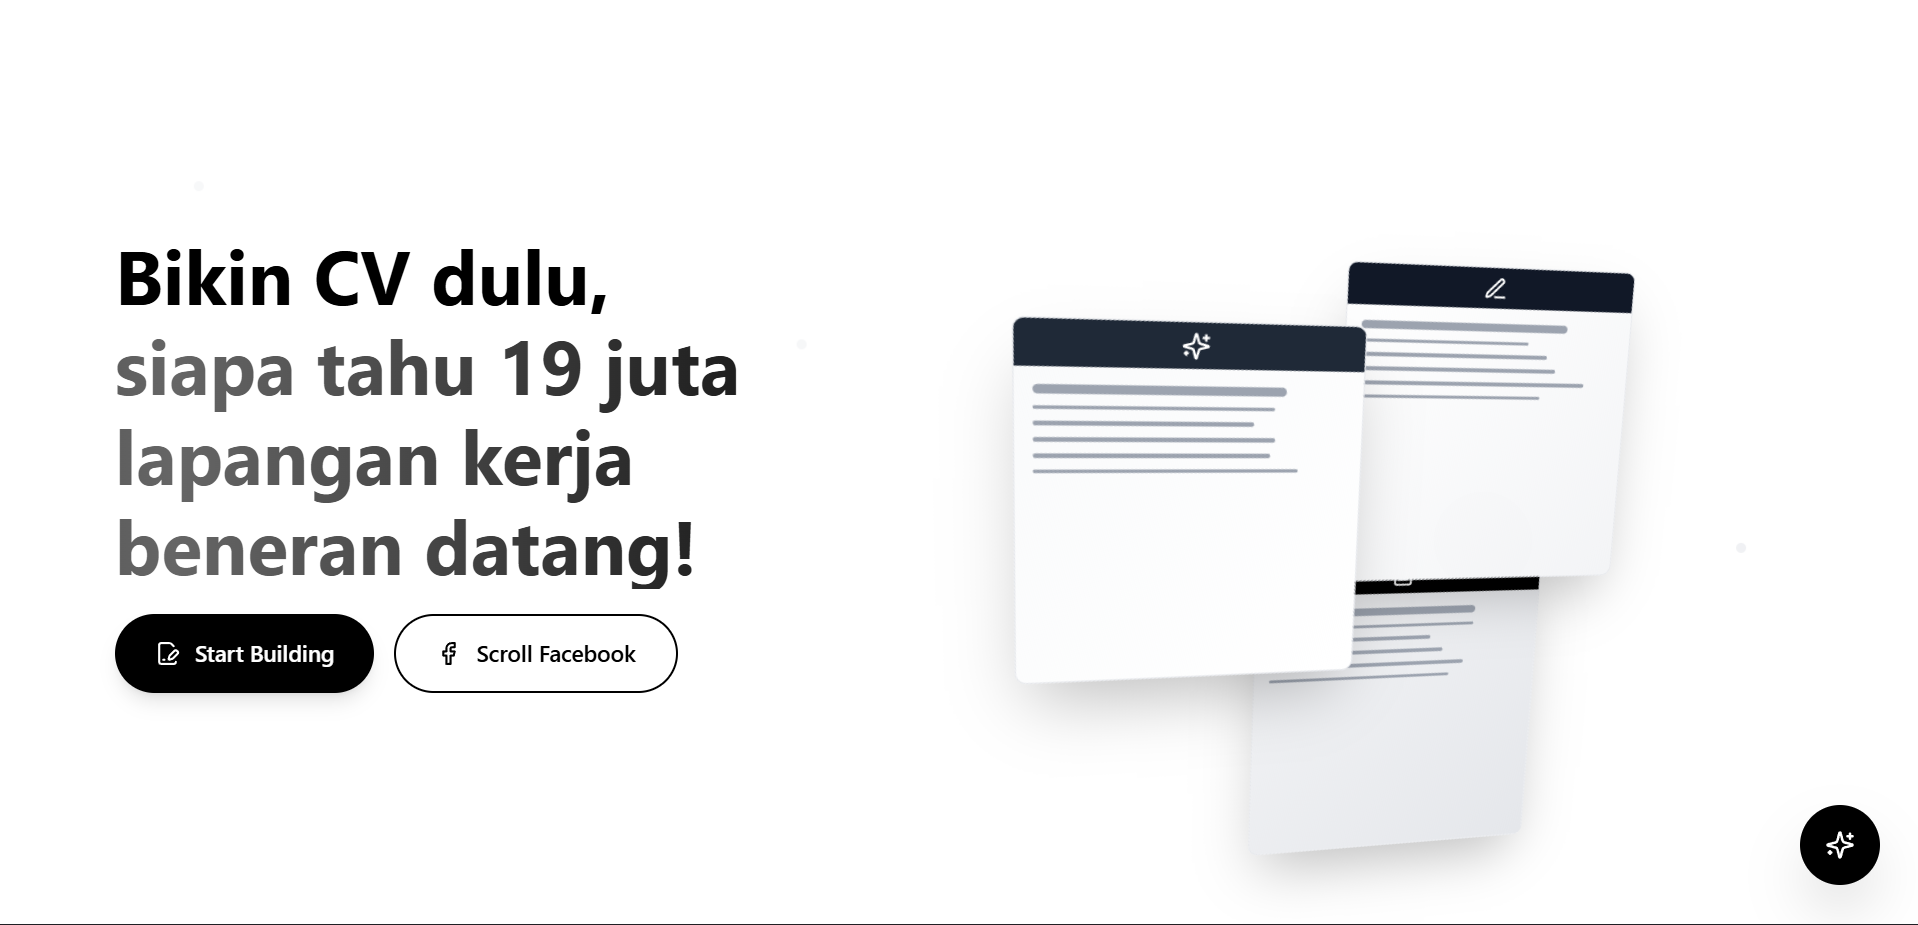 Bikin CV dulu,
siapa tahu 19 juta
lapangan kerja
beneran datang!
Start Building
Scroll Facebook